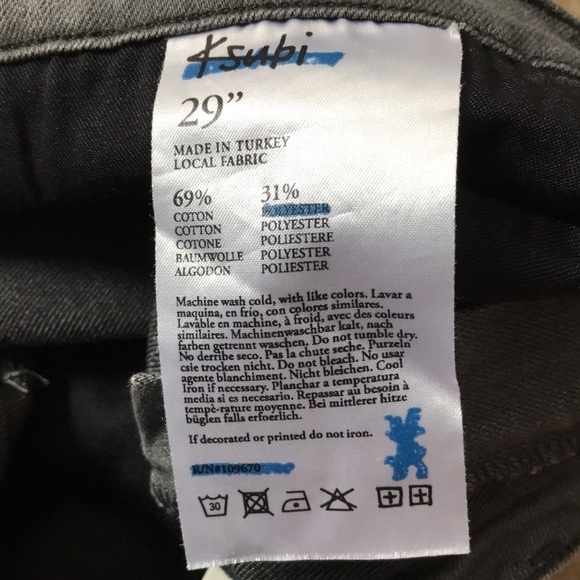 Ksubi
29”
MADE IN TURKEY
LOCAL FABRIC
69% 31%
COTON POLYESTER
COTTON POLYESTER
COTONE POLIESTERE
BAUMWOLLE POLYESTER
ALGODON POLIESTER
Machine wash cold, with like colors. Lavar a
maquina, en frio, con colores similares.
Lavable en machine, à froid, avec des couleurs
similaires. Machinenwaschbar kalt, nach
farben getrennt waschen. Do not tumble dry.
No derribe seco. Pas la chute seche. Purzeln
csie trocken nicht. Do not bleach. No usar
agente blanchiment. Nicht bleichen. Cool
Iron if necessary. Planchar a temperatura
media si es necesario. Repassar au besoin à
tempè-rature moyenne. Bei mittlerer hitze
büglen falls erfoerlich.
If decorated or printed do not iron.
R/N#109670
30